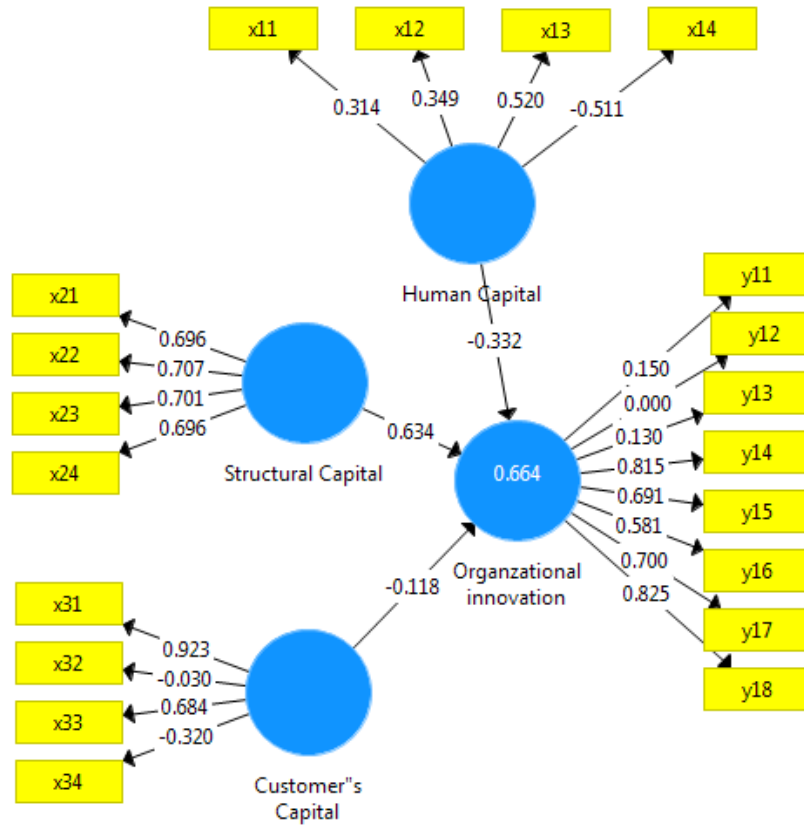 x11
x12
x13
x14
0.314
0.349
0.520
-0.511
Human Capital
-0.332
x21
x22
x23
x24
0.696
0.707
0.701
0.696
Structural Capital
0.634
x31
x32
x33
x34
0.923
-0.030
0.684
-0.320
Customer"s
Capital
-0.118
0.664
Organzational
innovation
0.150
0.000
0.130
0.815
0.691
0.581
0.700
0.825
y11
y12
y13
y14
y15
y16
y17
y18